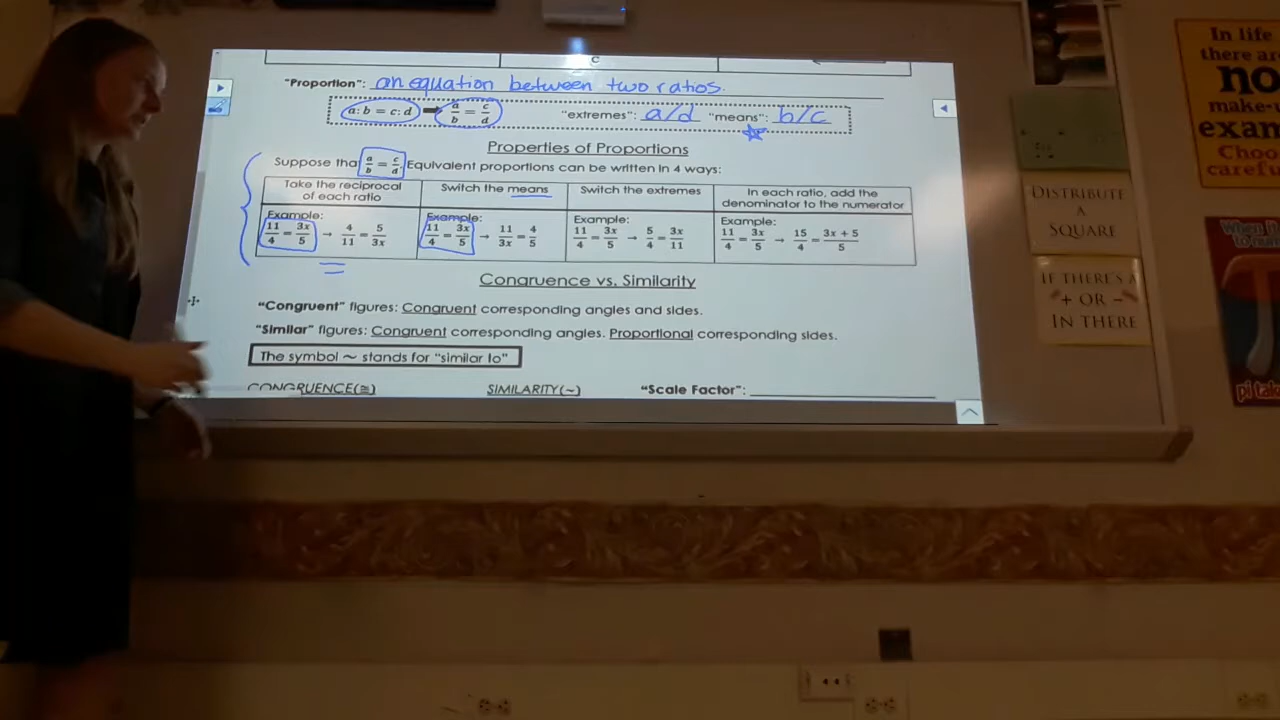 C
"Proportion": an equation between two ratios.
a:b = c:d ➡ a/b = c/d "extremes": a/d "means": b/c
Properties of Proportions
Suppose that a/b = c/d. Equivalent proportions can be written in 4 ways:
Take the reciprocal of each ratio
Example:
11/4 = 3x/5 → 4/11 = 5/3x
Switch the means
Example:
11/4 = 3x/5 → 11/3x = 4/5
Switch the extremes
Example:
11/4 = 3x/5 → 5/4 = 3x/11
In each ratio, add the
denominator to the numerator
Example:
11/4 = 3x/5 → 15/4 = 3x + 5/5
Congruence vs. Similarity
"Congruent" figures: Congruent corresponding angles and sides.
"Similar" figures: Congruent corresponding angles. Proportional corresponding sides.
The symbol ~ stands for "similar to"
CONGRUENCE(≅) SIMILARITY(~) "Scale Factor":
In life,
there are
no
make-
exam
Choo
carefu
DISTRIBUTE
A
SQUARE
IF THERE'S A
+ OR −
IN THERE
pi tak